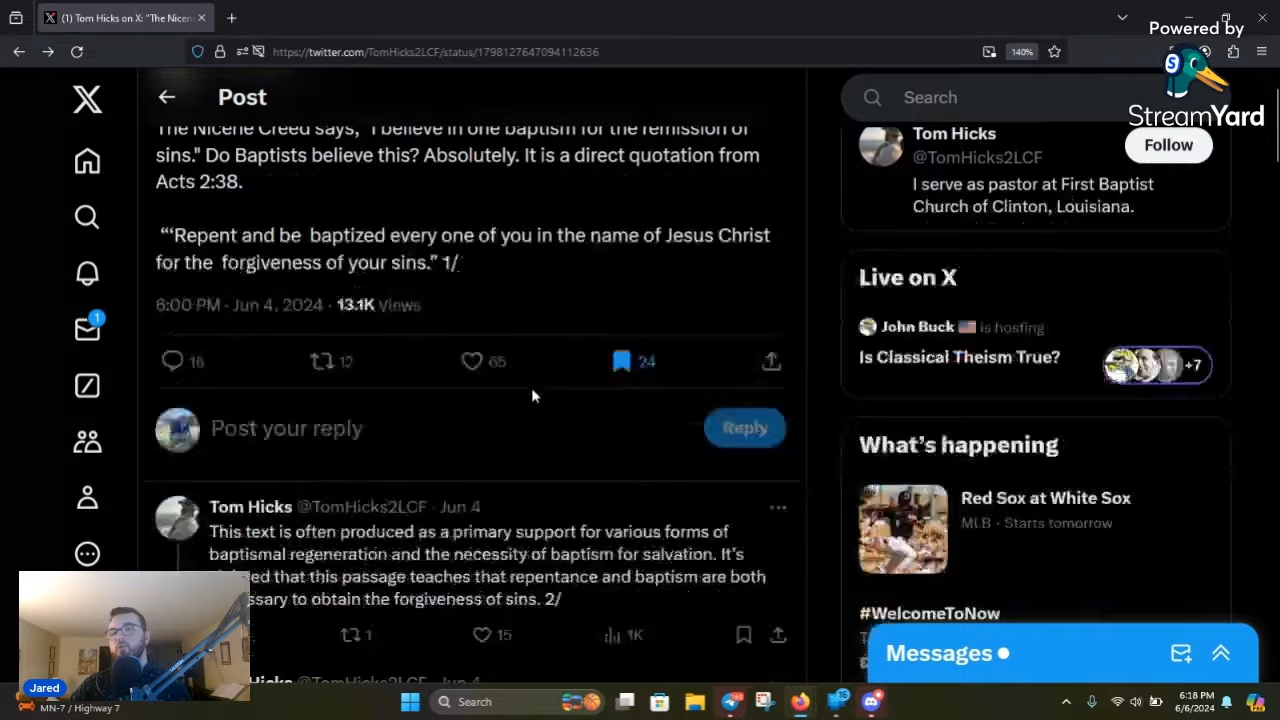 (1) Tom Hicks on X: "The Nicen
https://twitter.com/TomHicks2LCF/status/1798127647094112636
140%
Powered by
StreamYard
Post
Search
The Nicene Creed says, "I believe in one baptism for the remission of
sins." Do Baptists believe this? Absolutely. It is a direct quotation from
Acts 2:38.
"'Repent and be baptized every one of you in the name of Jesus Christ
for the forgiveness of your sins." 1/
6:00 PM · Jun 4, 2024 · 13.1K Views
16
12
65
24
Post your reply
Reply
Tom Hicks @TomHicks2LCF · Jun 4
This text is often produced as a primary support for various forms of
baptismal regeneration and the necessity of baptism for salvation. It's
ed that this passage teaches that repentance and baptism are both
ssary to obtain the forgiveness of sins. 2/
1
15
1K
Hicks @TomHicks2LCF · Jun 4
Tom Hicks
@TomHicks2LCF
Follow
I serve as pastor at First Baptist
Church of Clinton, Louisiana.
Live on X
John Buck is hosting
Is Classical Theism True?
+7
What's happening
Red Sox at White Sox
MLB · Starts tomorrow
#WelcomeToNow
Messages
1
Jared
MN-7 / Highway 7
Search
16
6:18 PM
6/6/2024